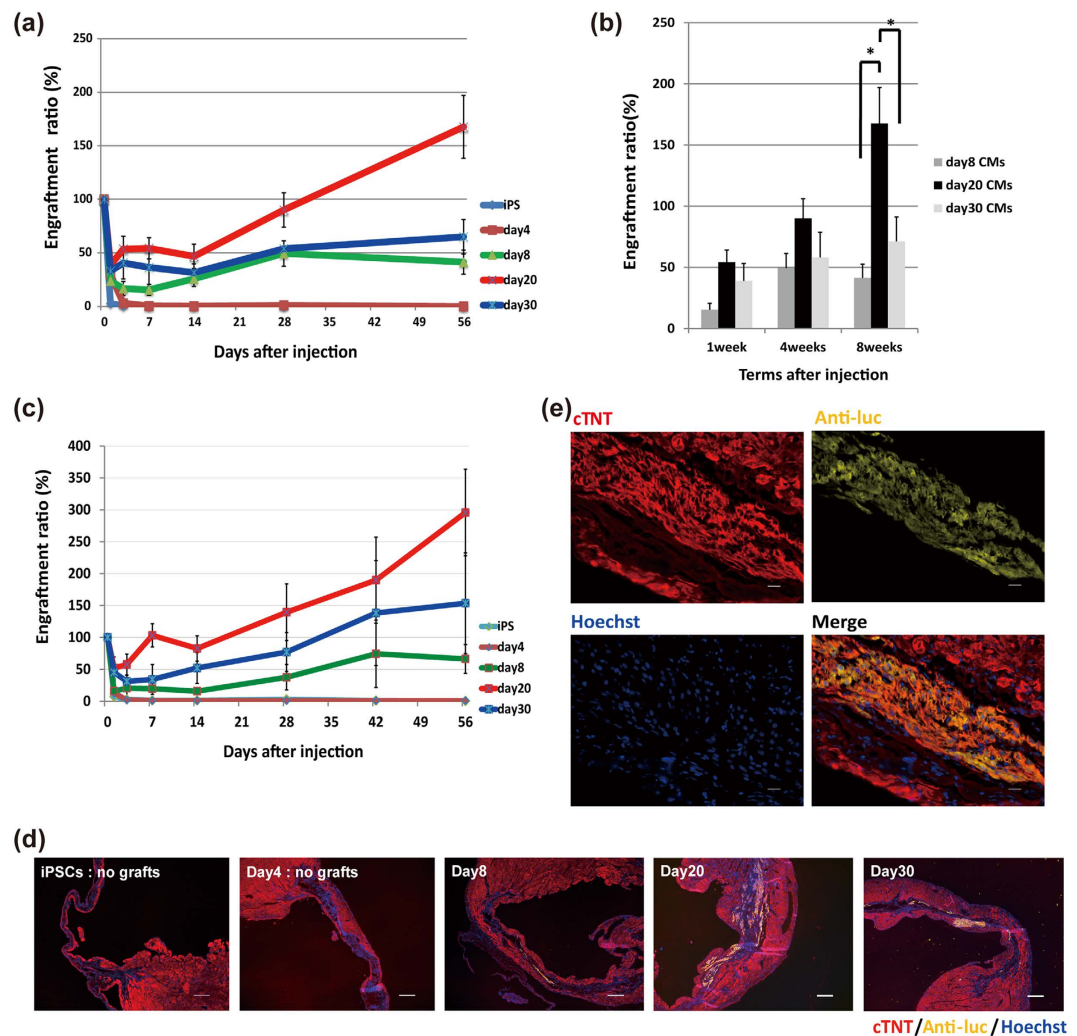 (a)
250
200
150
100
50
0
Engraftment ratio (%)
0 7 14 21 28 35 42 49 56
Days after injection
iPS
day4
day8
day20
day30
(b)
250
200
150
100
50
0
Engraftment ratio(%)
* *
1week 4weeks 8weeks
Terms after injection
day8 CMs
day20 CMs
day30 CMs
(c)
400
350
300
250
200
150
100
50
0
Engraftment ratio (%)
0 7 14 21 28 35 42 49 56
Days after injection
iPS
day4
day8
day20
day30
(e)
cTNT Anti-luc
Hoechst Merge
(d)
iPSCs : no grafts Day4 : no grafts Day8 Day20 Day30
cTNT/Anti-luc/Hoechst